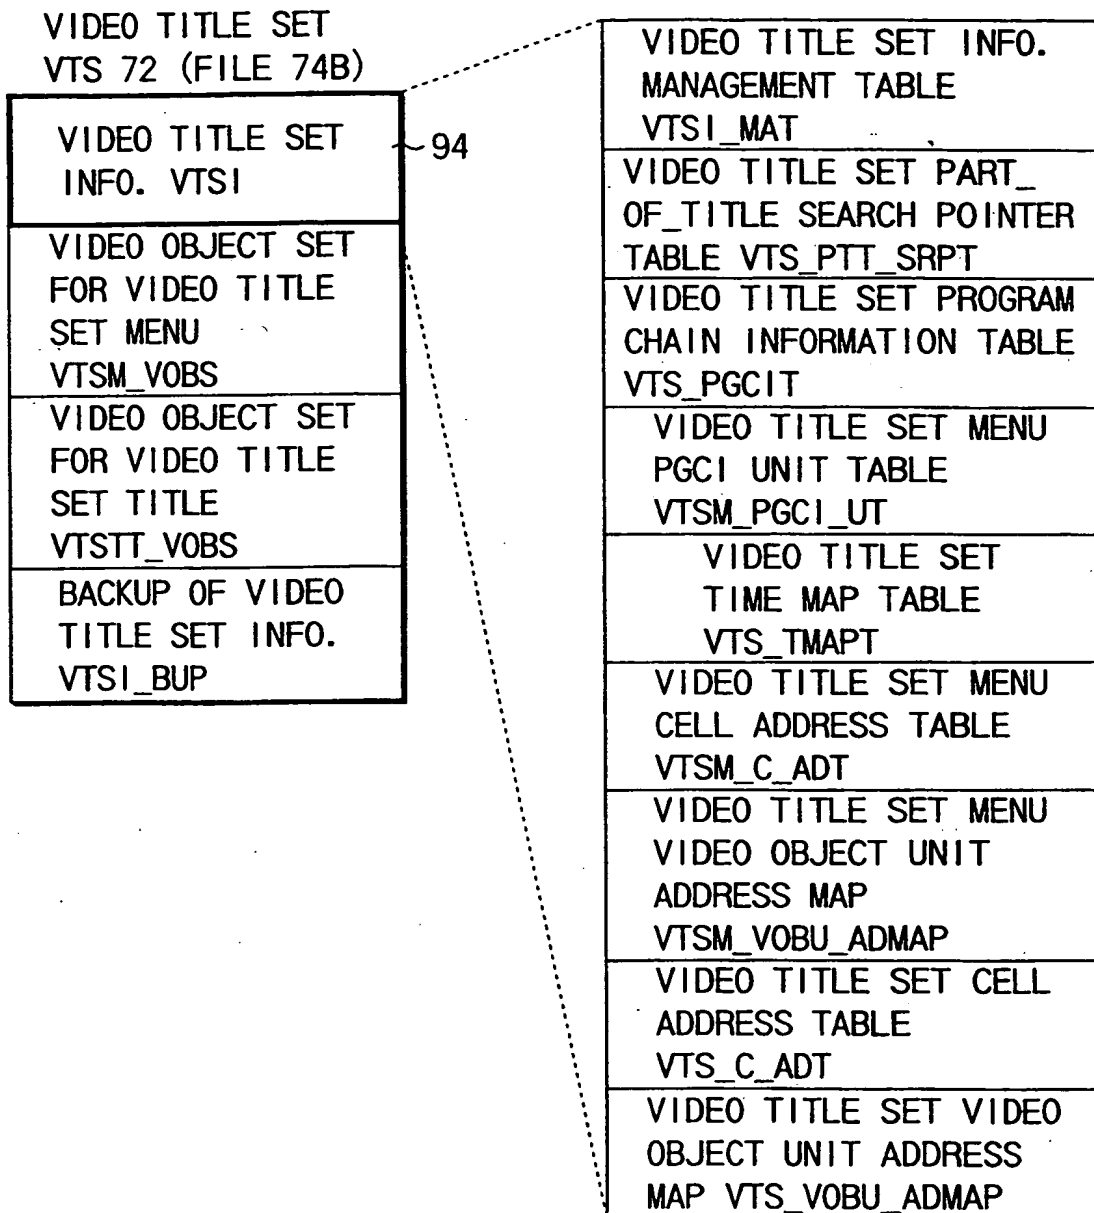 VIDEO TITLE SET
VTS 72 (FILE 74B)
VIDEO TITLE SET
INFO. VTSI
94
VIDEO OBJECT SET
FOR VIDEO TITLE
SET MENU
VTSM_VOBS
VIDEO OBJECT SET
FOR VIDEO TITLE
SET TITLE
VTSTT_VOBS
BACKUP OF VIDEO
TITLE SET INFO.
VTSI_BUP
VIDEO TITLE SET INFO.
MANAGEMENT TABLE
VTSI_MAT
VIDEO TITLE SET PART_
OF_TITLE SEARCH POINTER
TABLE VTS_PTT_SRPT
VIDEO TITLE SET PROGRAM
CHAIN INFORMATION TABLE
VTS_PGCIT
VIDEO TITLE SET MENU
PGCI UNIT TABLE
VTSM_PGCI_UT
VIDEO TITLE SET
TIME MAP TABLE
VTS_TMAPT
VIDEO TITLE SET MENU
CELL ADDRESS TABLE
VTSM_C_ADT
VIDEO TITLE SET MENU
VIDEO OBJECT UNIT
ADDRESS MAP
VTSM_VOBU_ADMAP
VIDEO TITLE SET CELL
ADDRESS TABLE
VTS_C_ADT
VIDEO TITLE SET VIDEO
OBJECT UNIT ADDRESS
MAP VTS_VOBU_ADMAP